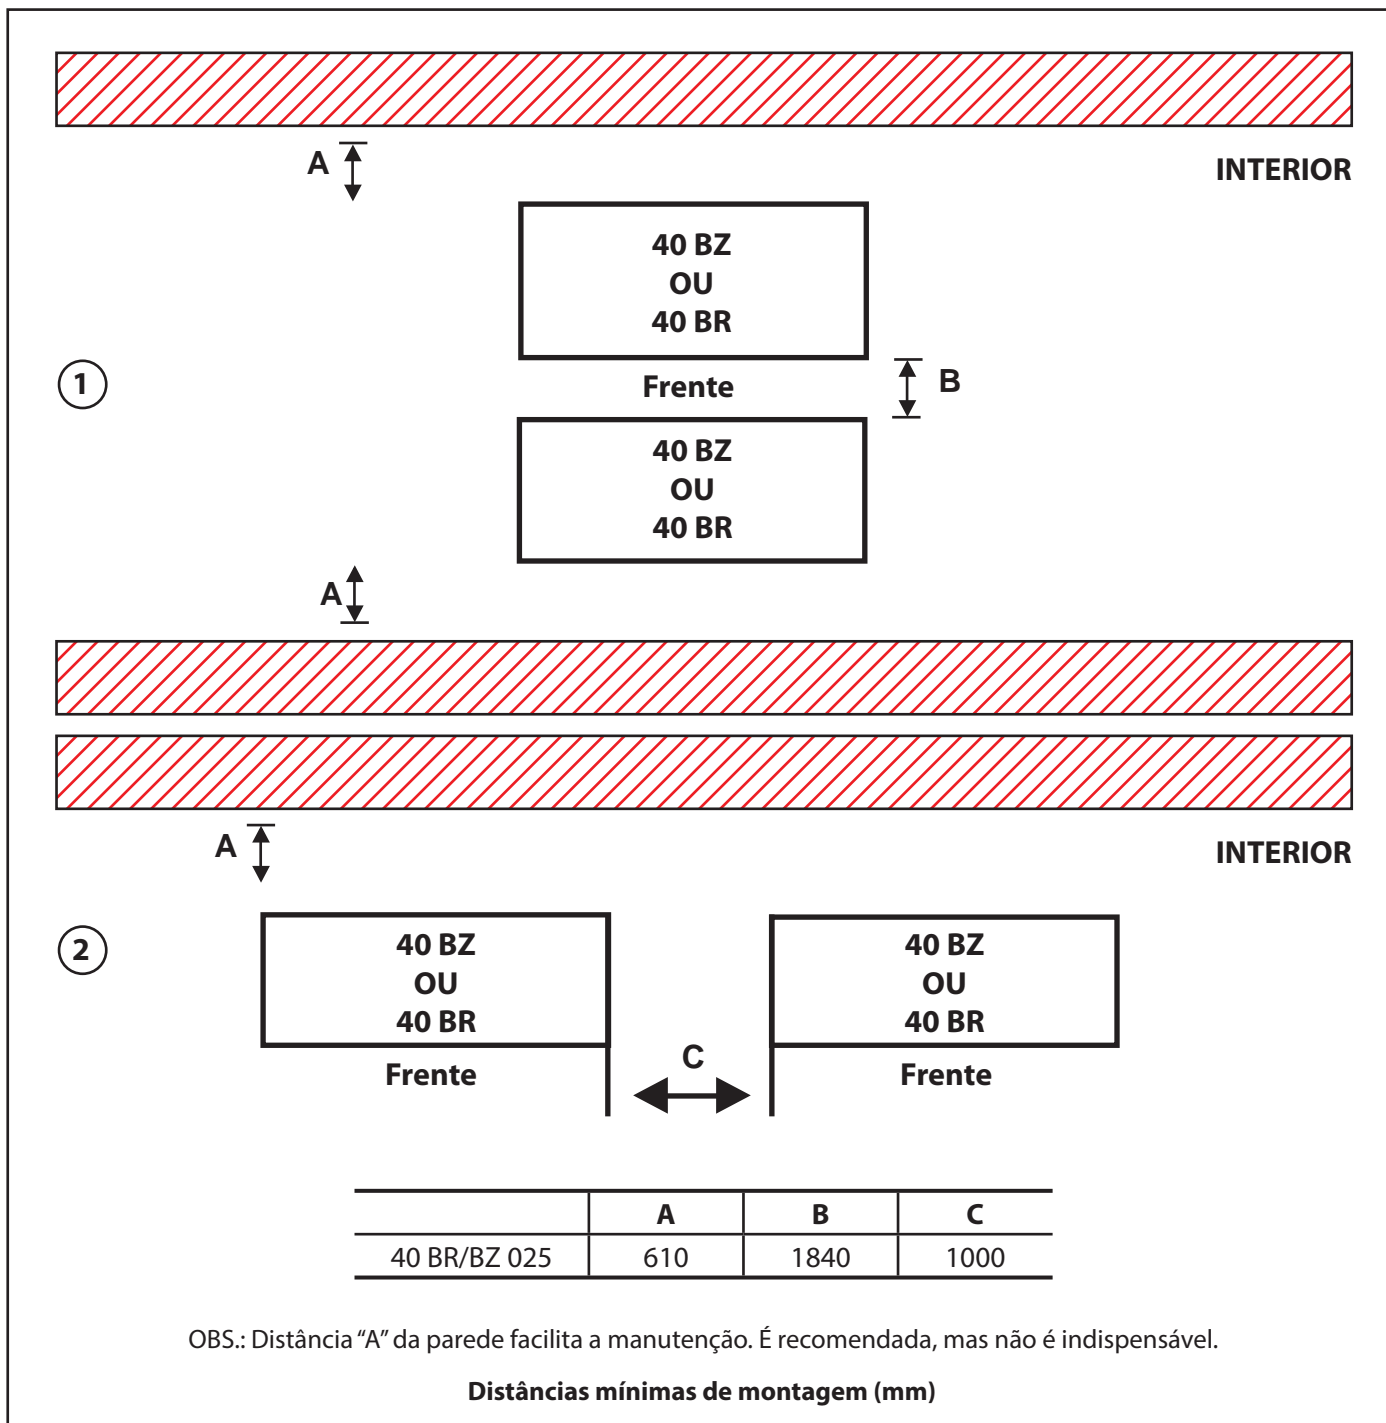 A
INTERIOR
40 BZ
OU
40 BR
1
Frente
B
40 BZ
OU
40 BR
A
A
INTERIOR
2
40 BZ
OU
40 BR
Frente
40 BZ
OU
40 BR
Frente
C
A B C
40 BR/BZ 025 610 1840 1000
OBS.: Distância “A” da parede facilita a manutenção. É recomendada, mas não é indispensável.
Distâncias mínimas de montagem (mm)